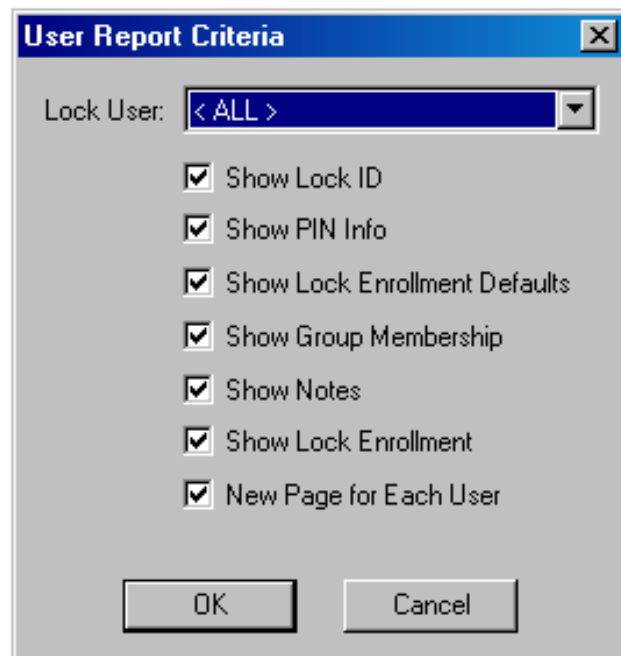 User Report Criteria
Lock User: < ALL >
Show Lock ID
Show PIN Info
Show Lock Enrollment Defaults
Show Group Membership
Show Notes
Show Lock Enrollment
New Page for Each User
OK Cancel